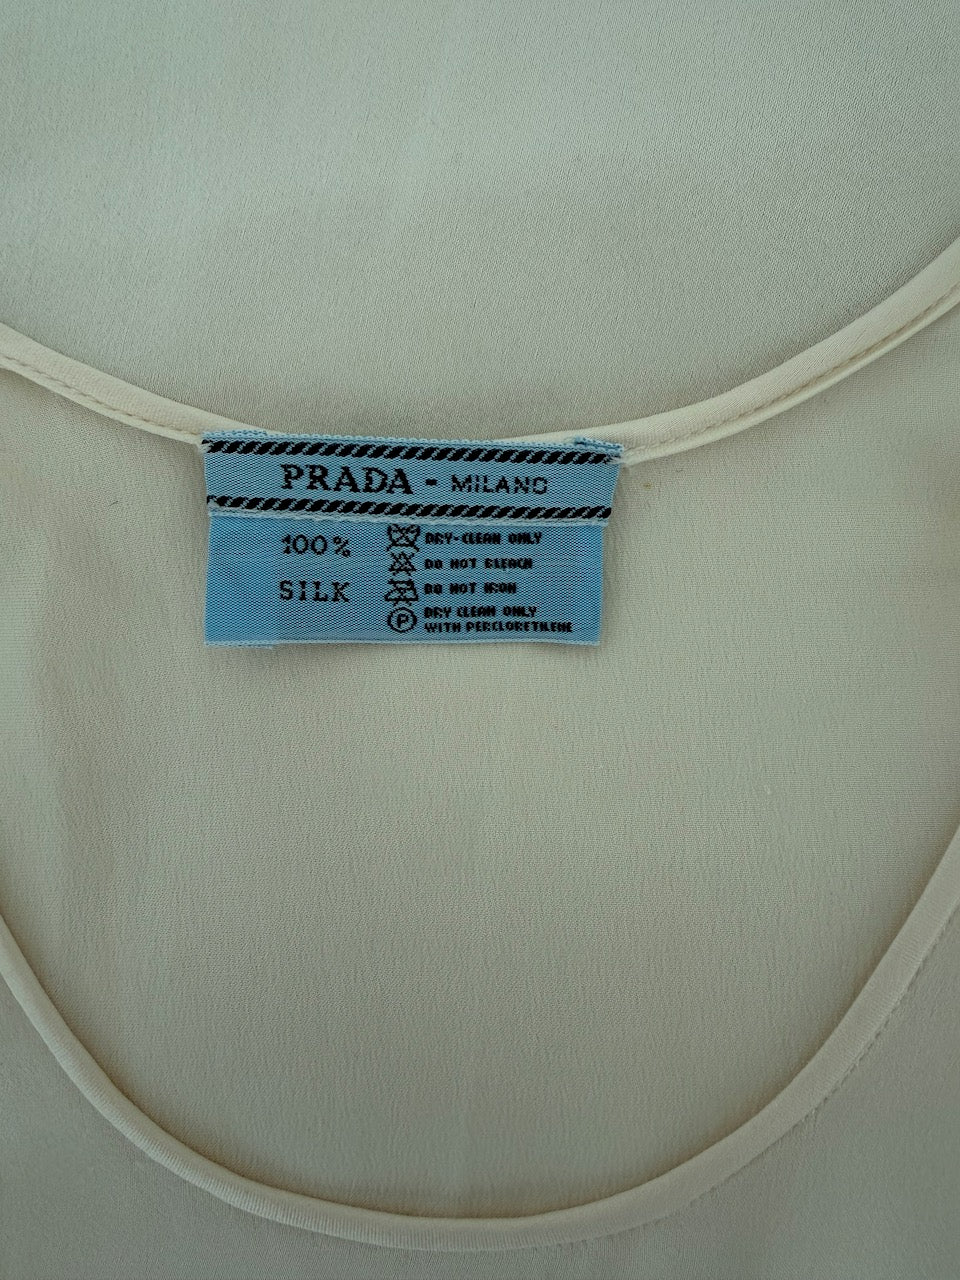 PRADA - MILANO
100% DRY-CLEAN ONLY
DO NOT BLEACH
SILK DO NOT IRON
P DRY CLEAN ONLY
WITH PERCLORETILENE